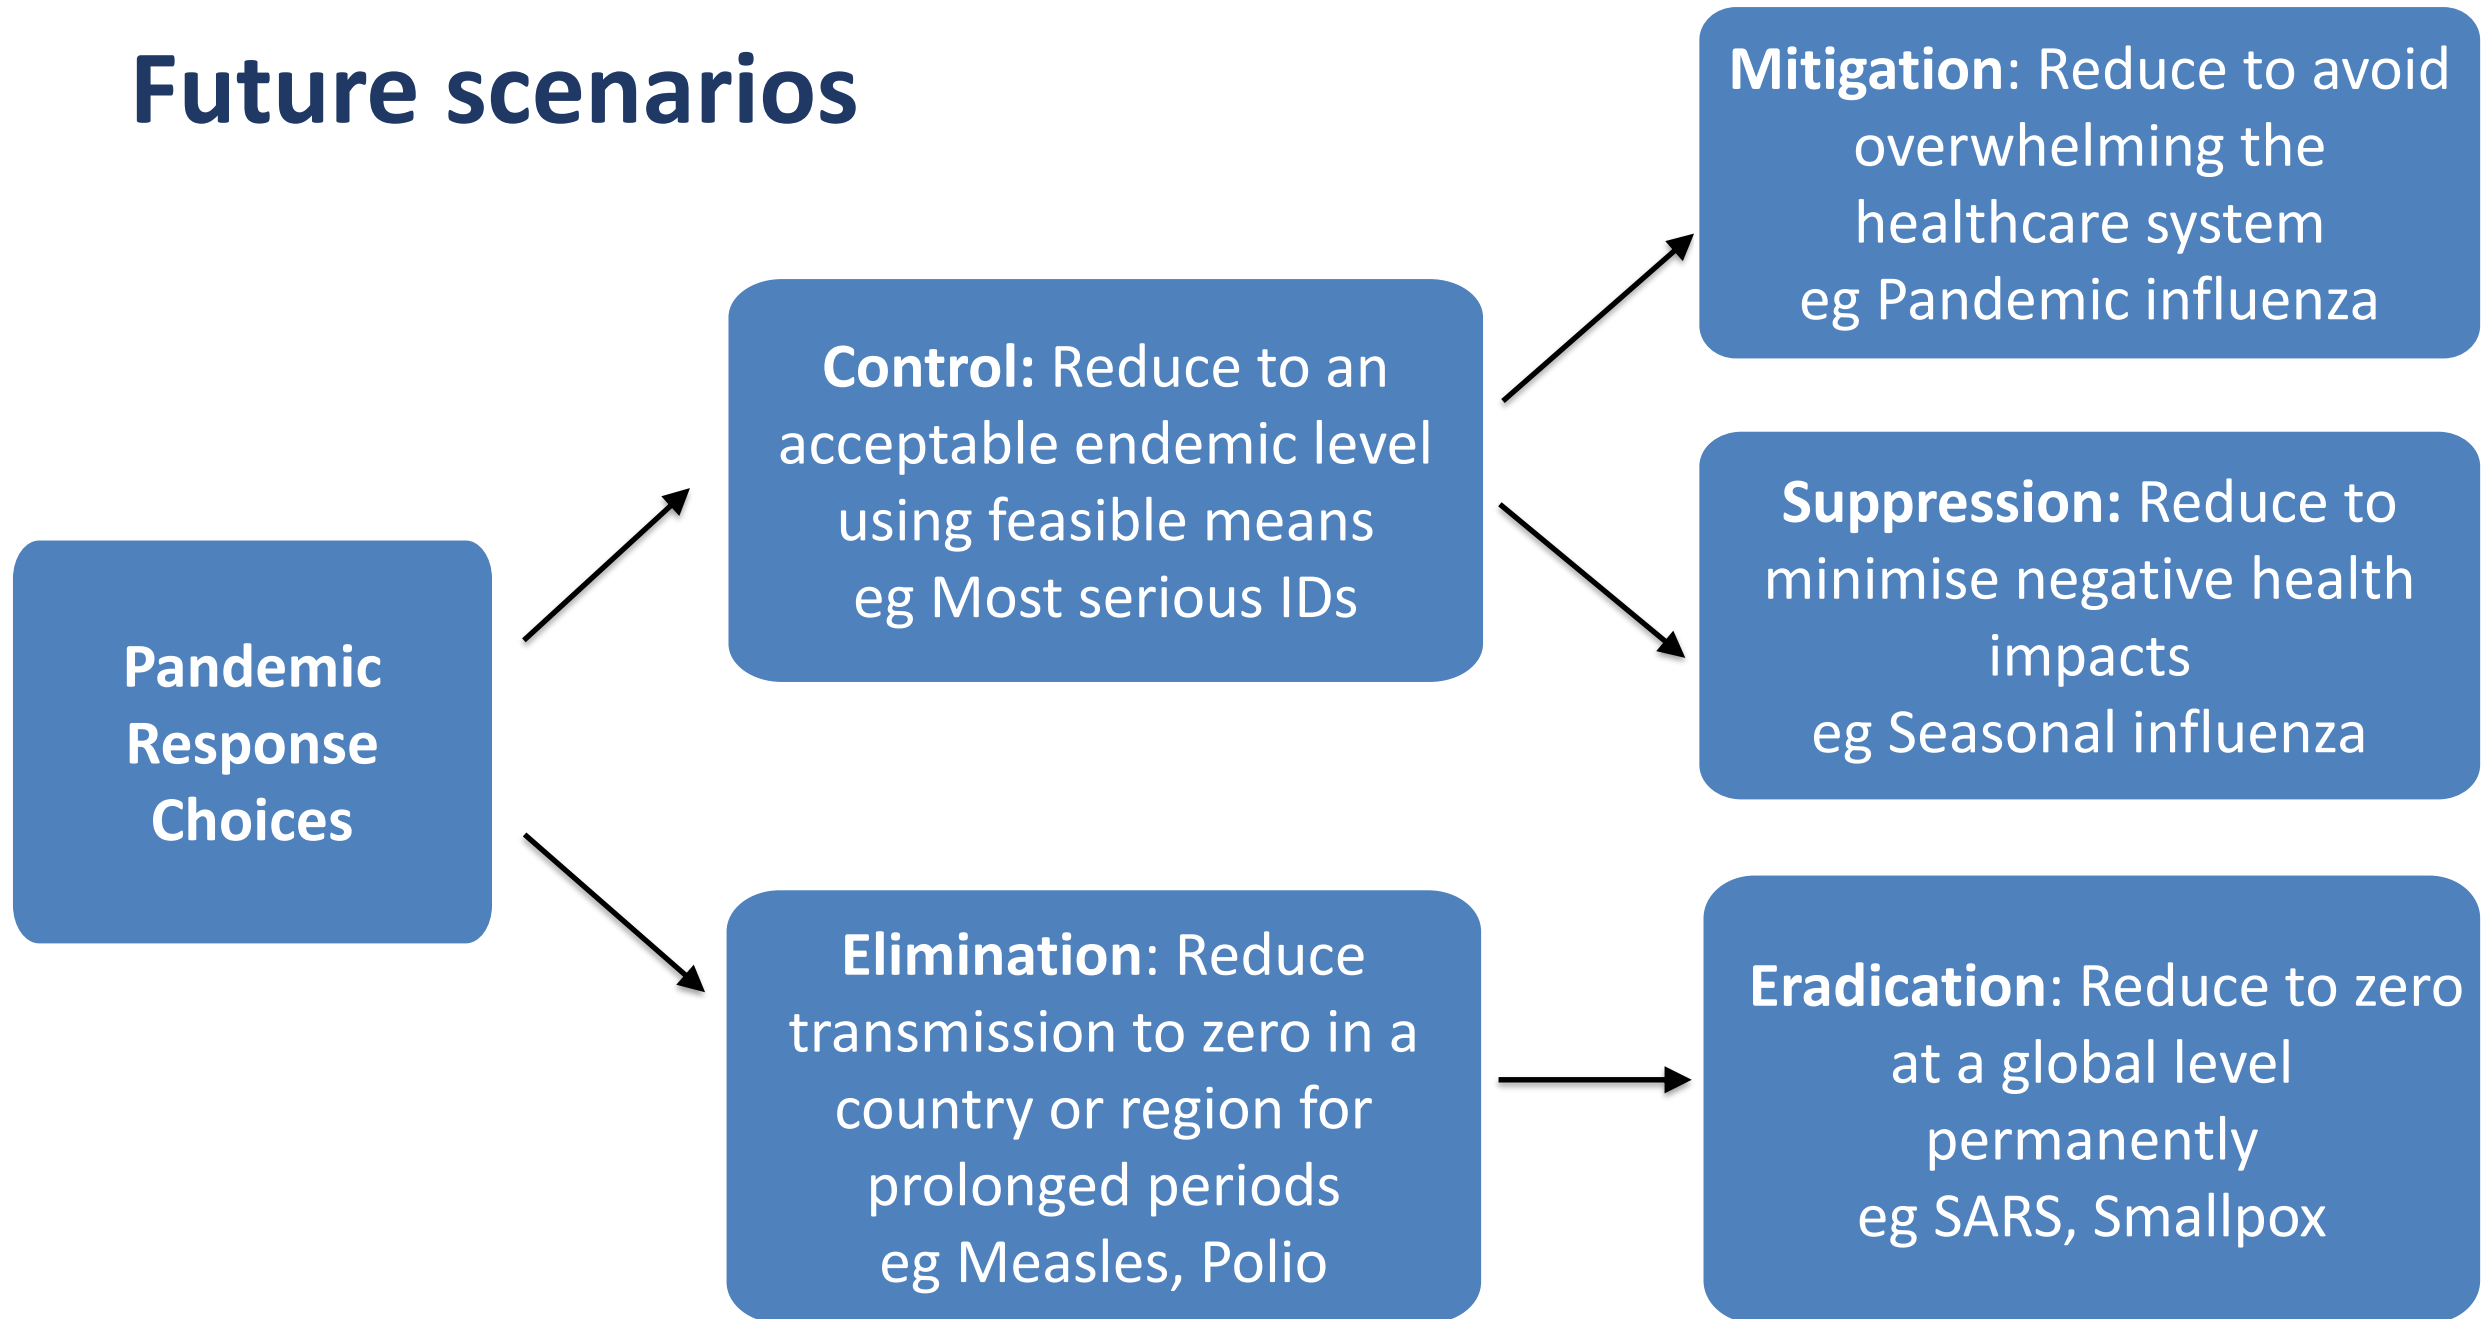 Future scenarios
Pandemic
Response
Choices
Control: Reduce to an
acceptable endemic level
using feasible means
eg Most serious IDs
Elimination: Reduce
transmission to zero in a
country or region for
prolonged periods
eg Measles, Polio
Mitigation: Reduce to avoid
overwhelming the
healthcare system
eg Pandemic influenza
Suppression: Reduce to
minimise negative health
impacts
eg Seasonal influenza
Eradication: Reduce to zero
at a global level
permanently
eg SARS, Smallpox